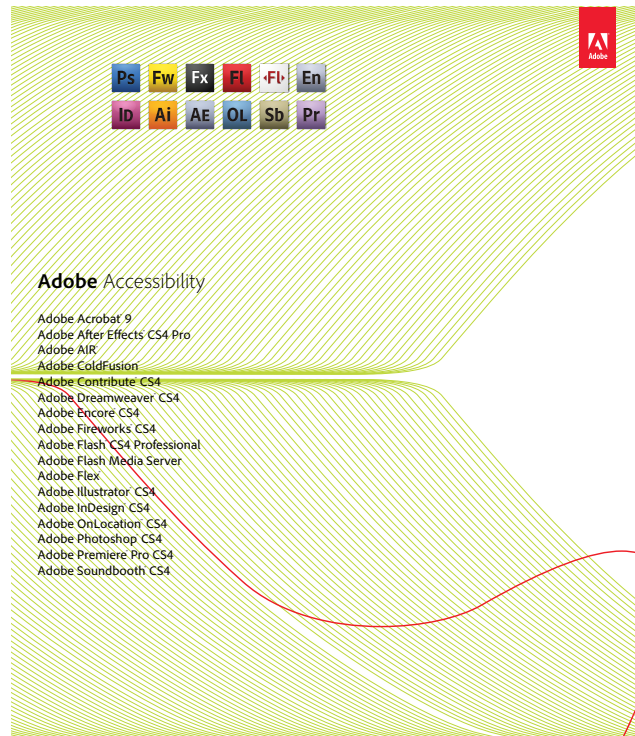 Adobe
Ps Fw Fx Fl Fl En
ID Ai AE OL Sb Pr
Adobe Accessibility
Adobe Acrobat® 9
Adobe After Effects® CS4 Pro
Adobe AIR®
Adobe ColdFusion®
Adobe Contribute® CS4
Adobe Dreamweaver® CS4
Adobe Encore® CS4
Adobe Fireworks® CS4
Adobe Flash® CS4 Professional
Adobe Flash Media Server
Adobe Flex®
Adobe Illustrator® CS4
Adobe InDesign® CS4
Adobe OnLocation® CS4
Adobe Photoshop® CS4
Adobe Premiere® Pro CS4
Adobe Soundbooth® CS4